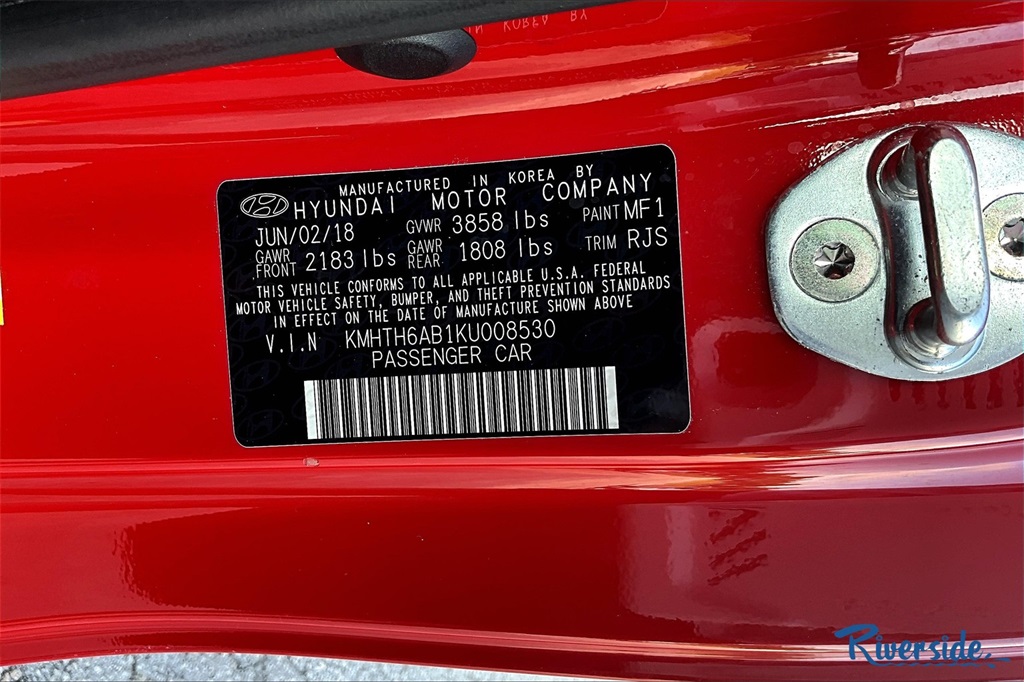 MANUFACTURED IN KOREA BY
HYUNDAI MOTOR COMPANY
JUN/02/18 GVWR 3858 lbs PAINT MF1
GAWR FRONT 2183 lbs GAWR REAR 1808 lbs TRIM RJS
THIS VEHICLE CONFORMS TO ALL APPLICABLE U.S.A. FEDERAL
MOTOR VEHICLE SAFETY, BUMPER, AND THEFT PREVENTION STANDARDS
IN EFFECT ON THE DATE OF MANUFACTURE SHOWN ABOVE
V.I.N KMHTH6AB1KU008530
PASSENGER CAR
Riverside